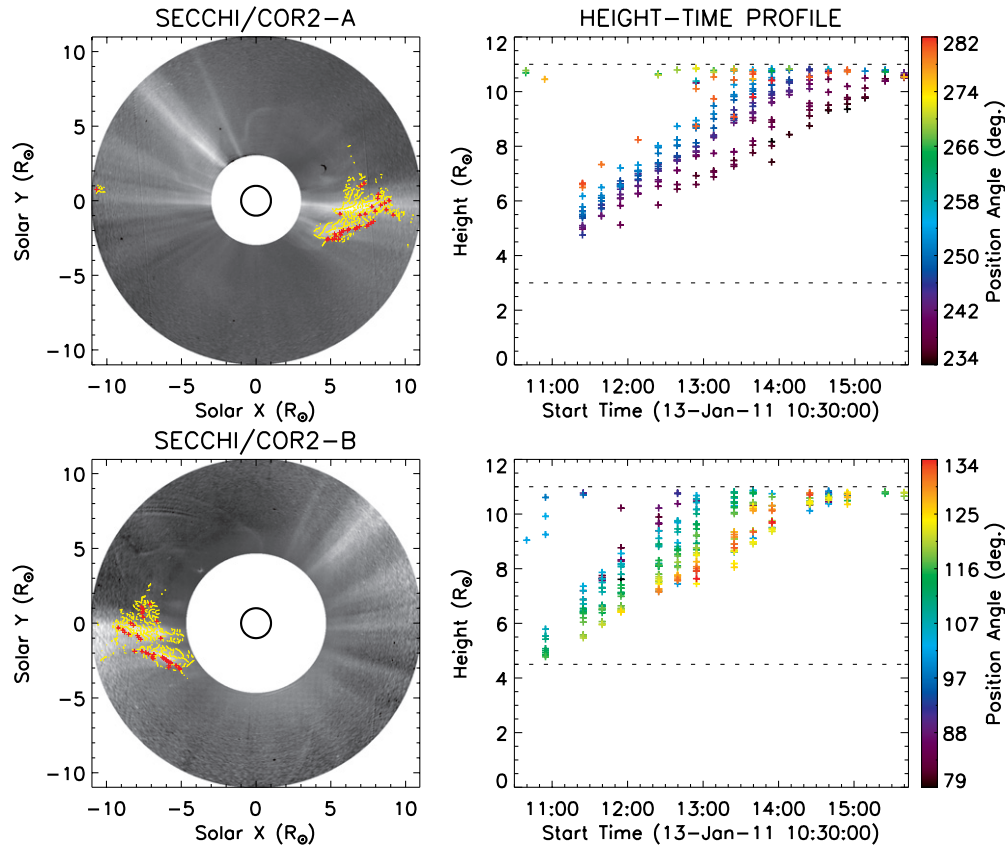 SECCHI/COR2-A
HEIGHT-TIME PROFILE
10
5
0
-5
-10
Solar Y (R⊙)
-10 -5 0 5 10
Solar X (R⊙)
12
10
8
6
4
2
0
Height (R⊙)
11:00 12:00 13:00 14:00 15:00
Start Time (13-Jan-11 10:30:00)
282
274
266
258
250
242
234
Position Angle (deg.)
SECCHI/COR2-B
10
5
0
-5
-10
Solar Y (R⊙)
-10 -5 0 5 10
Solar X (R⊙)
12
10
8
6
4
2
0
Height (R⊙)
11:00 12:00 13:00 14:00 15:00
Start Time (13-Jan-11 10:30:00)
134
125
116
107
97
88
79
Position Angle (deg.)